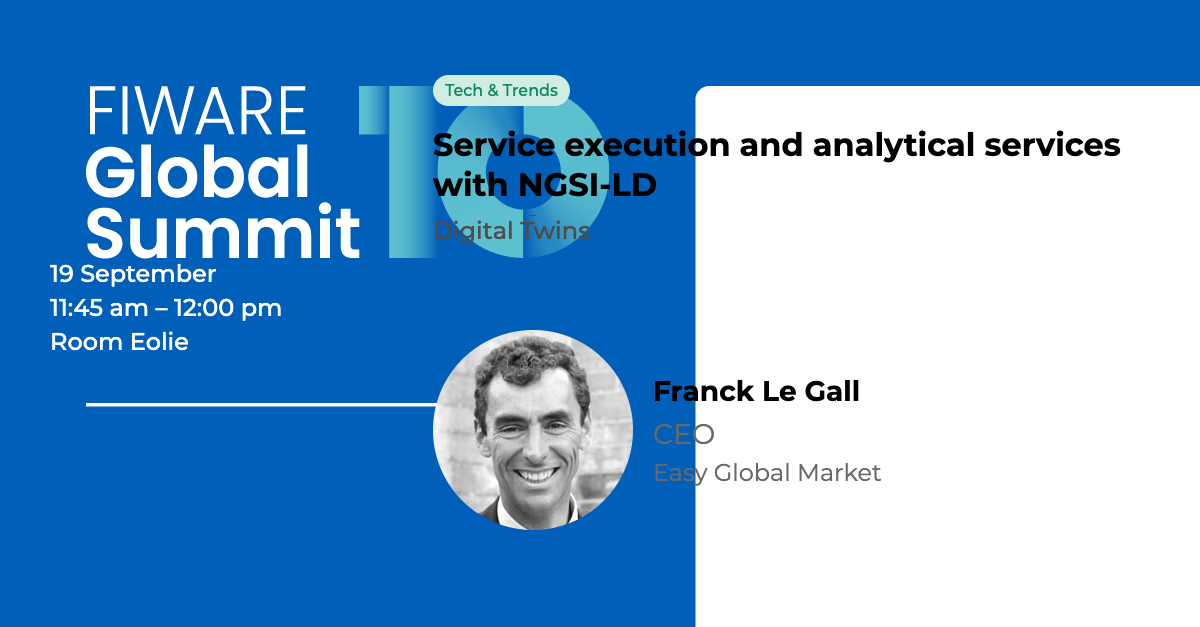 FIWARE
Global
Summit
10
19 September
11:45 am – 12:00 pm
Room Eolie
Tech & Trends
Service execution and analytical services
with NGSI-LD
Digital Twins
Franck Le Gall
CEO
Easy Global Market